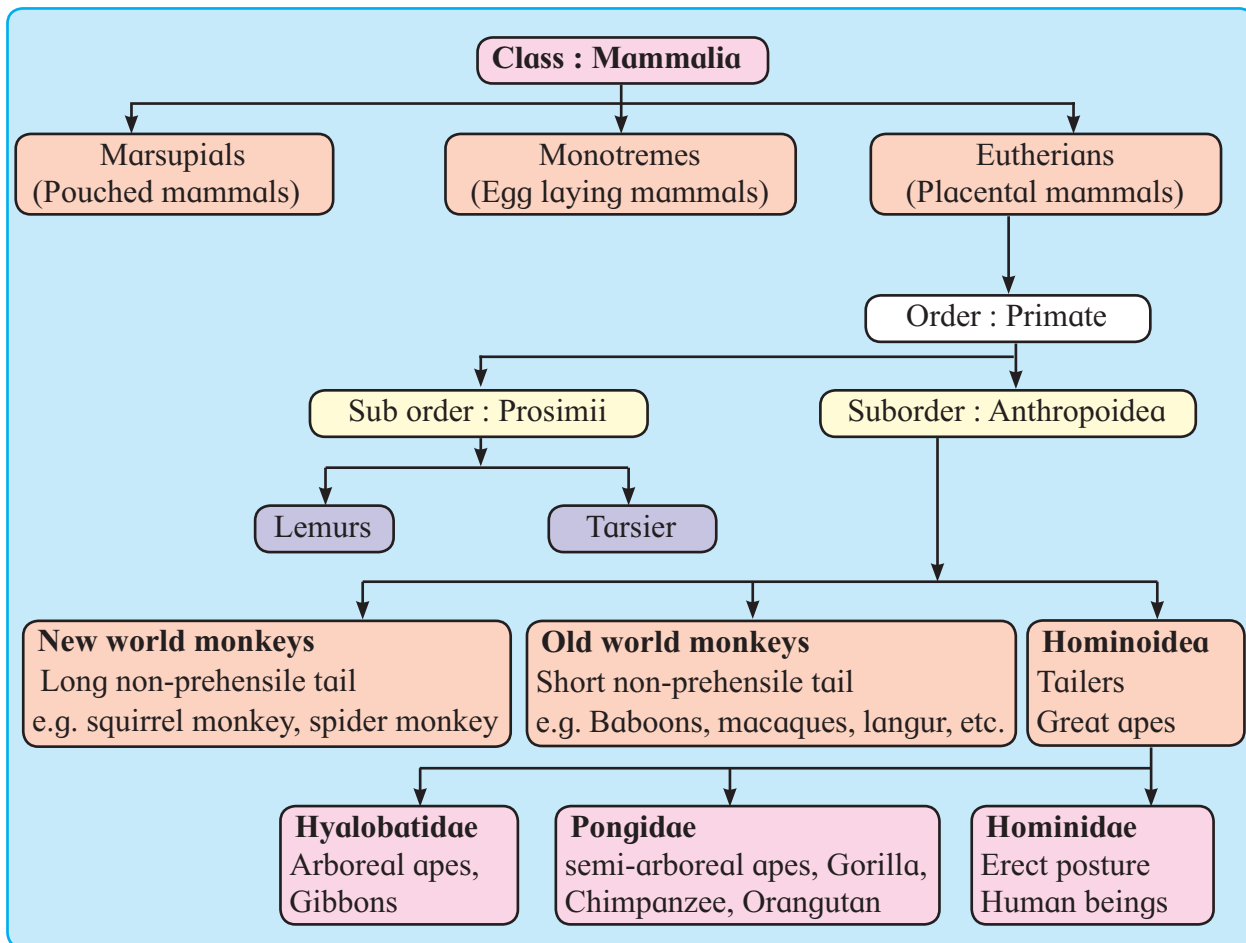 Class : Mammalia
Marsupials
(Pouched mammals)
Monotremes
(Egg laying mammals)
Eutherians
(Placental mammals)
Order : Primate
Sub order : Prosimii
Suborder : Anthropoidea
Lemurs
Tarsier
New world monkeys
Long non-prehensile tail
e.g. squirrel monkey, spider monkey
Old world monkeys
Short non-prehensile tail
e.g. Baboons, macaques, langur, etc.
Hominoidea
Tailers
Great apes
Hyalobatidae
Arboreal apes,
Gibbons
Pongidae
semi-arboreal apes, Gorilla,
Chimpanzee, Orangutan
Hominidae
Erect posture
Human beings